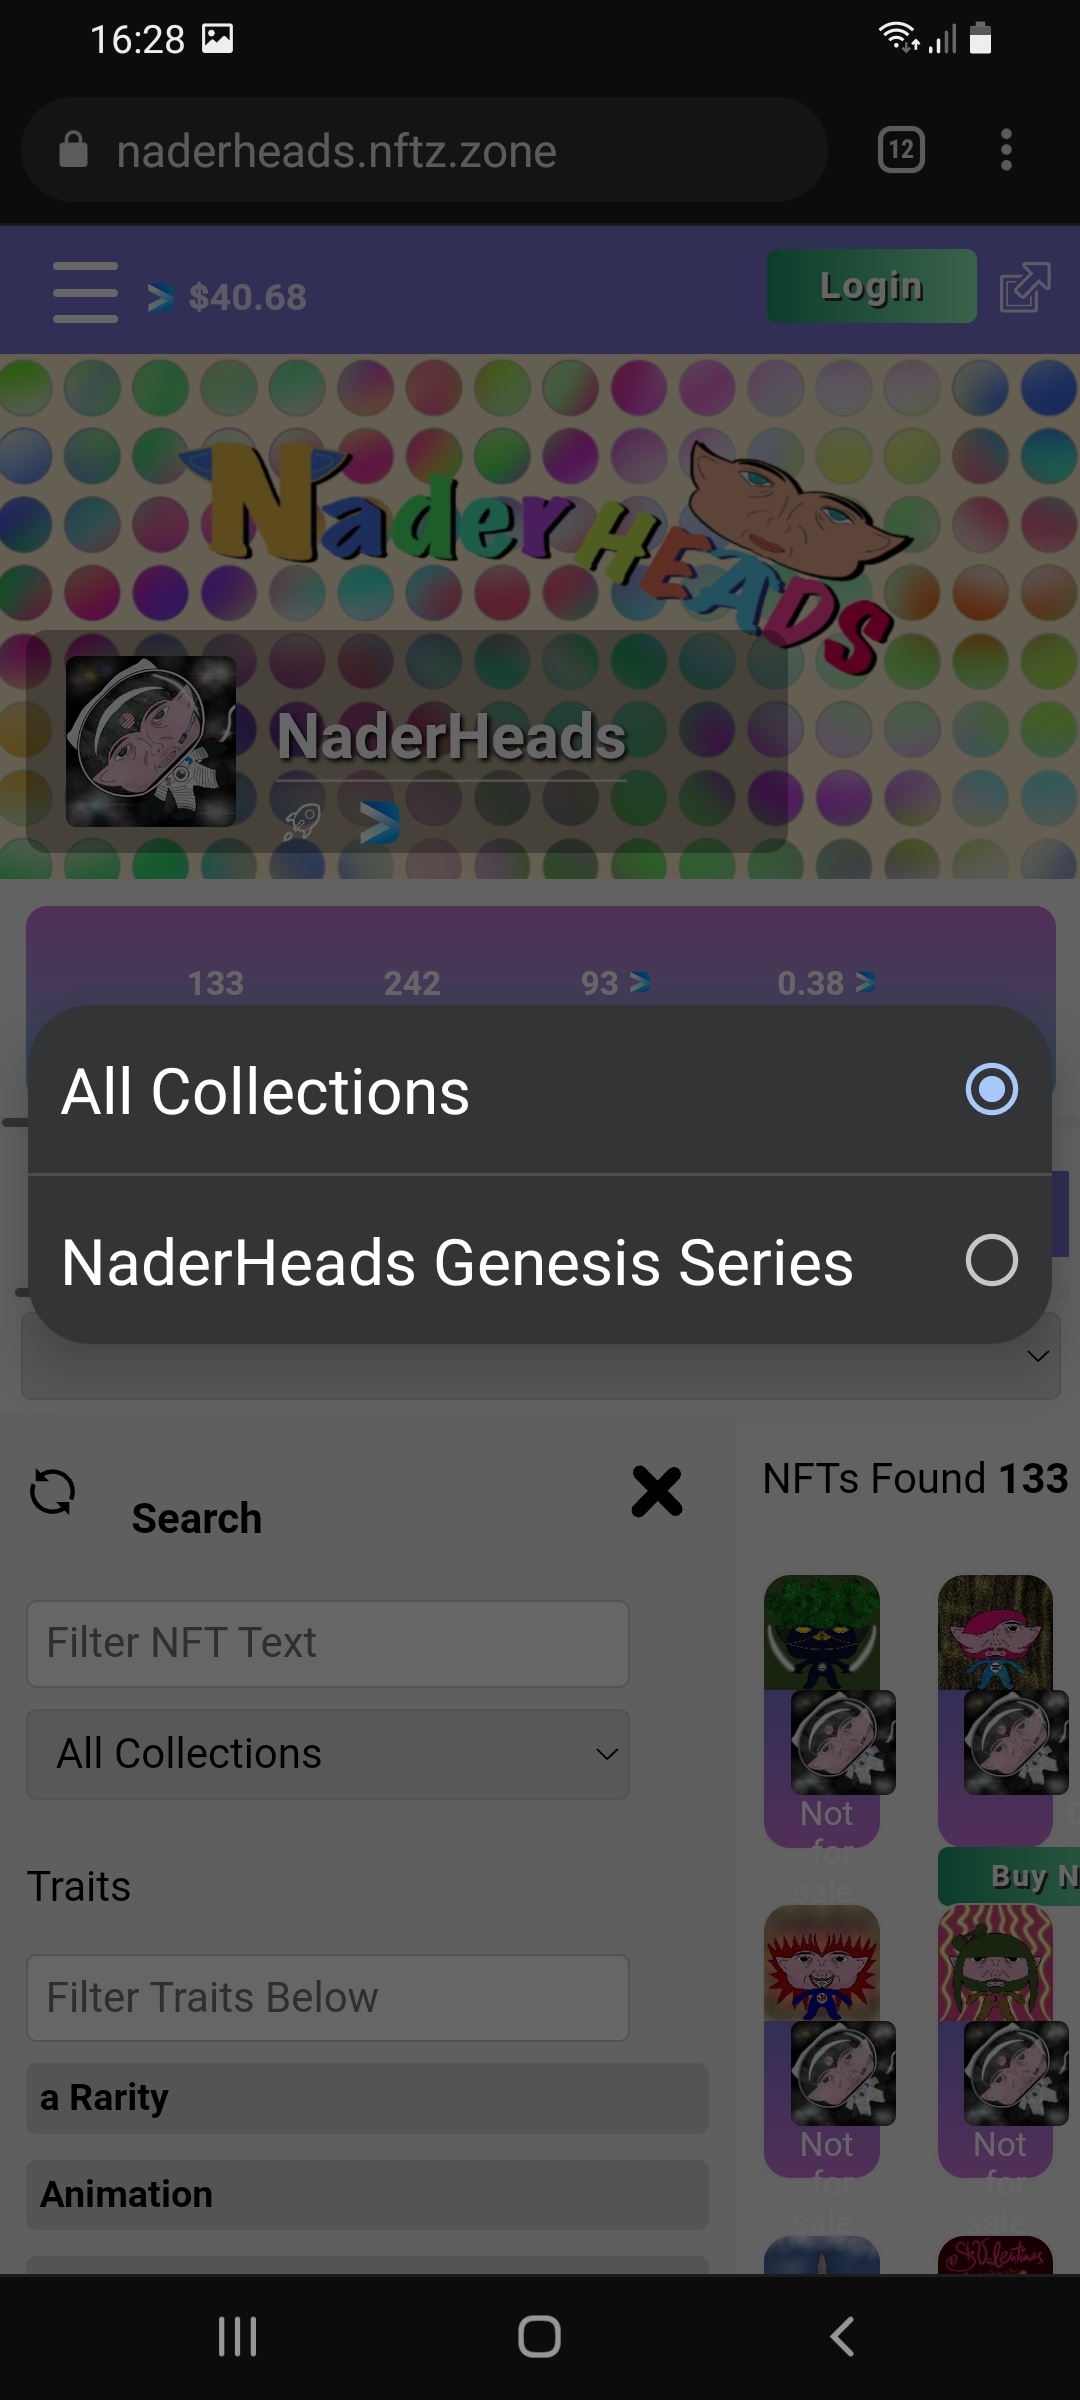 16:28
naderheads.nftz.zone
12
$40.68
Login
NaderHEADS
NaderHeads
133 242 93 0.38
All Collections
NaderHeads Genesis Series
Search
NFTs Found 133
Filter NFT Text
All Collections
Not
for
sale
Buy N
Traits
Filter Traits Below
a Rarity
Not
for
sale
Not
for
sale
Animation
St Valentines